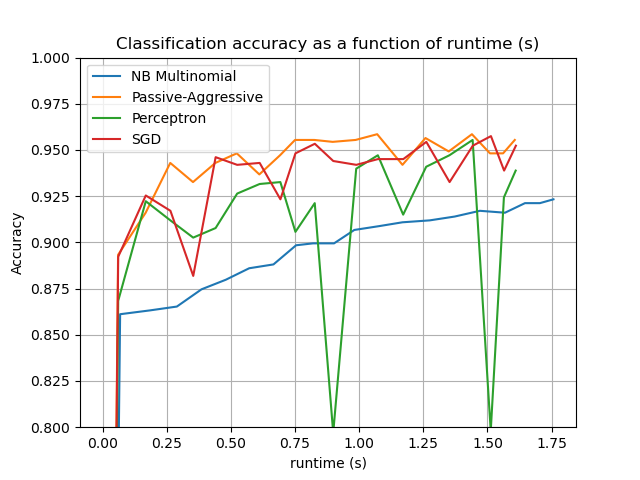 Classification accuracy as a function of runtime (s)
1.000
0.975
0.950
0.925
0.900
0.875
0.850
0.825
0.800
Accuracy
NB Multinomial
Passive-Aggressive
Perceptron
SGD
0.00 0.25 0.50 0.75 1.00 1.25 1.50 1.75
runtime (s)